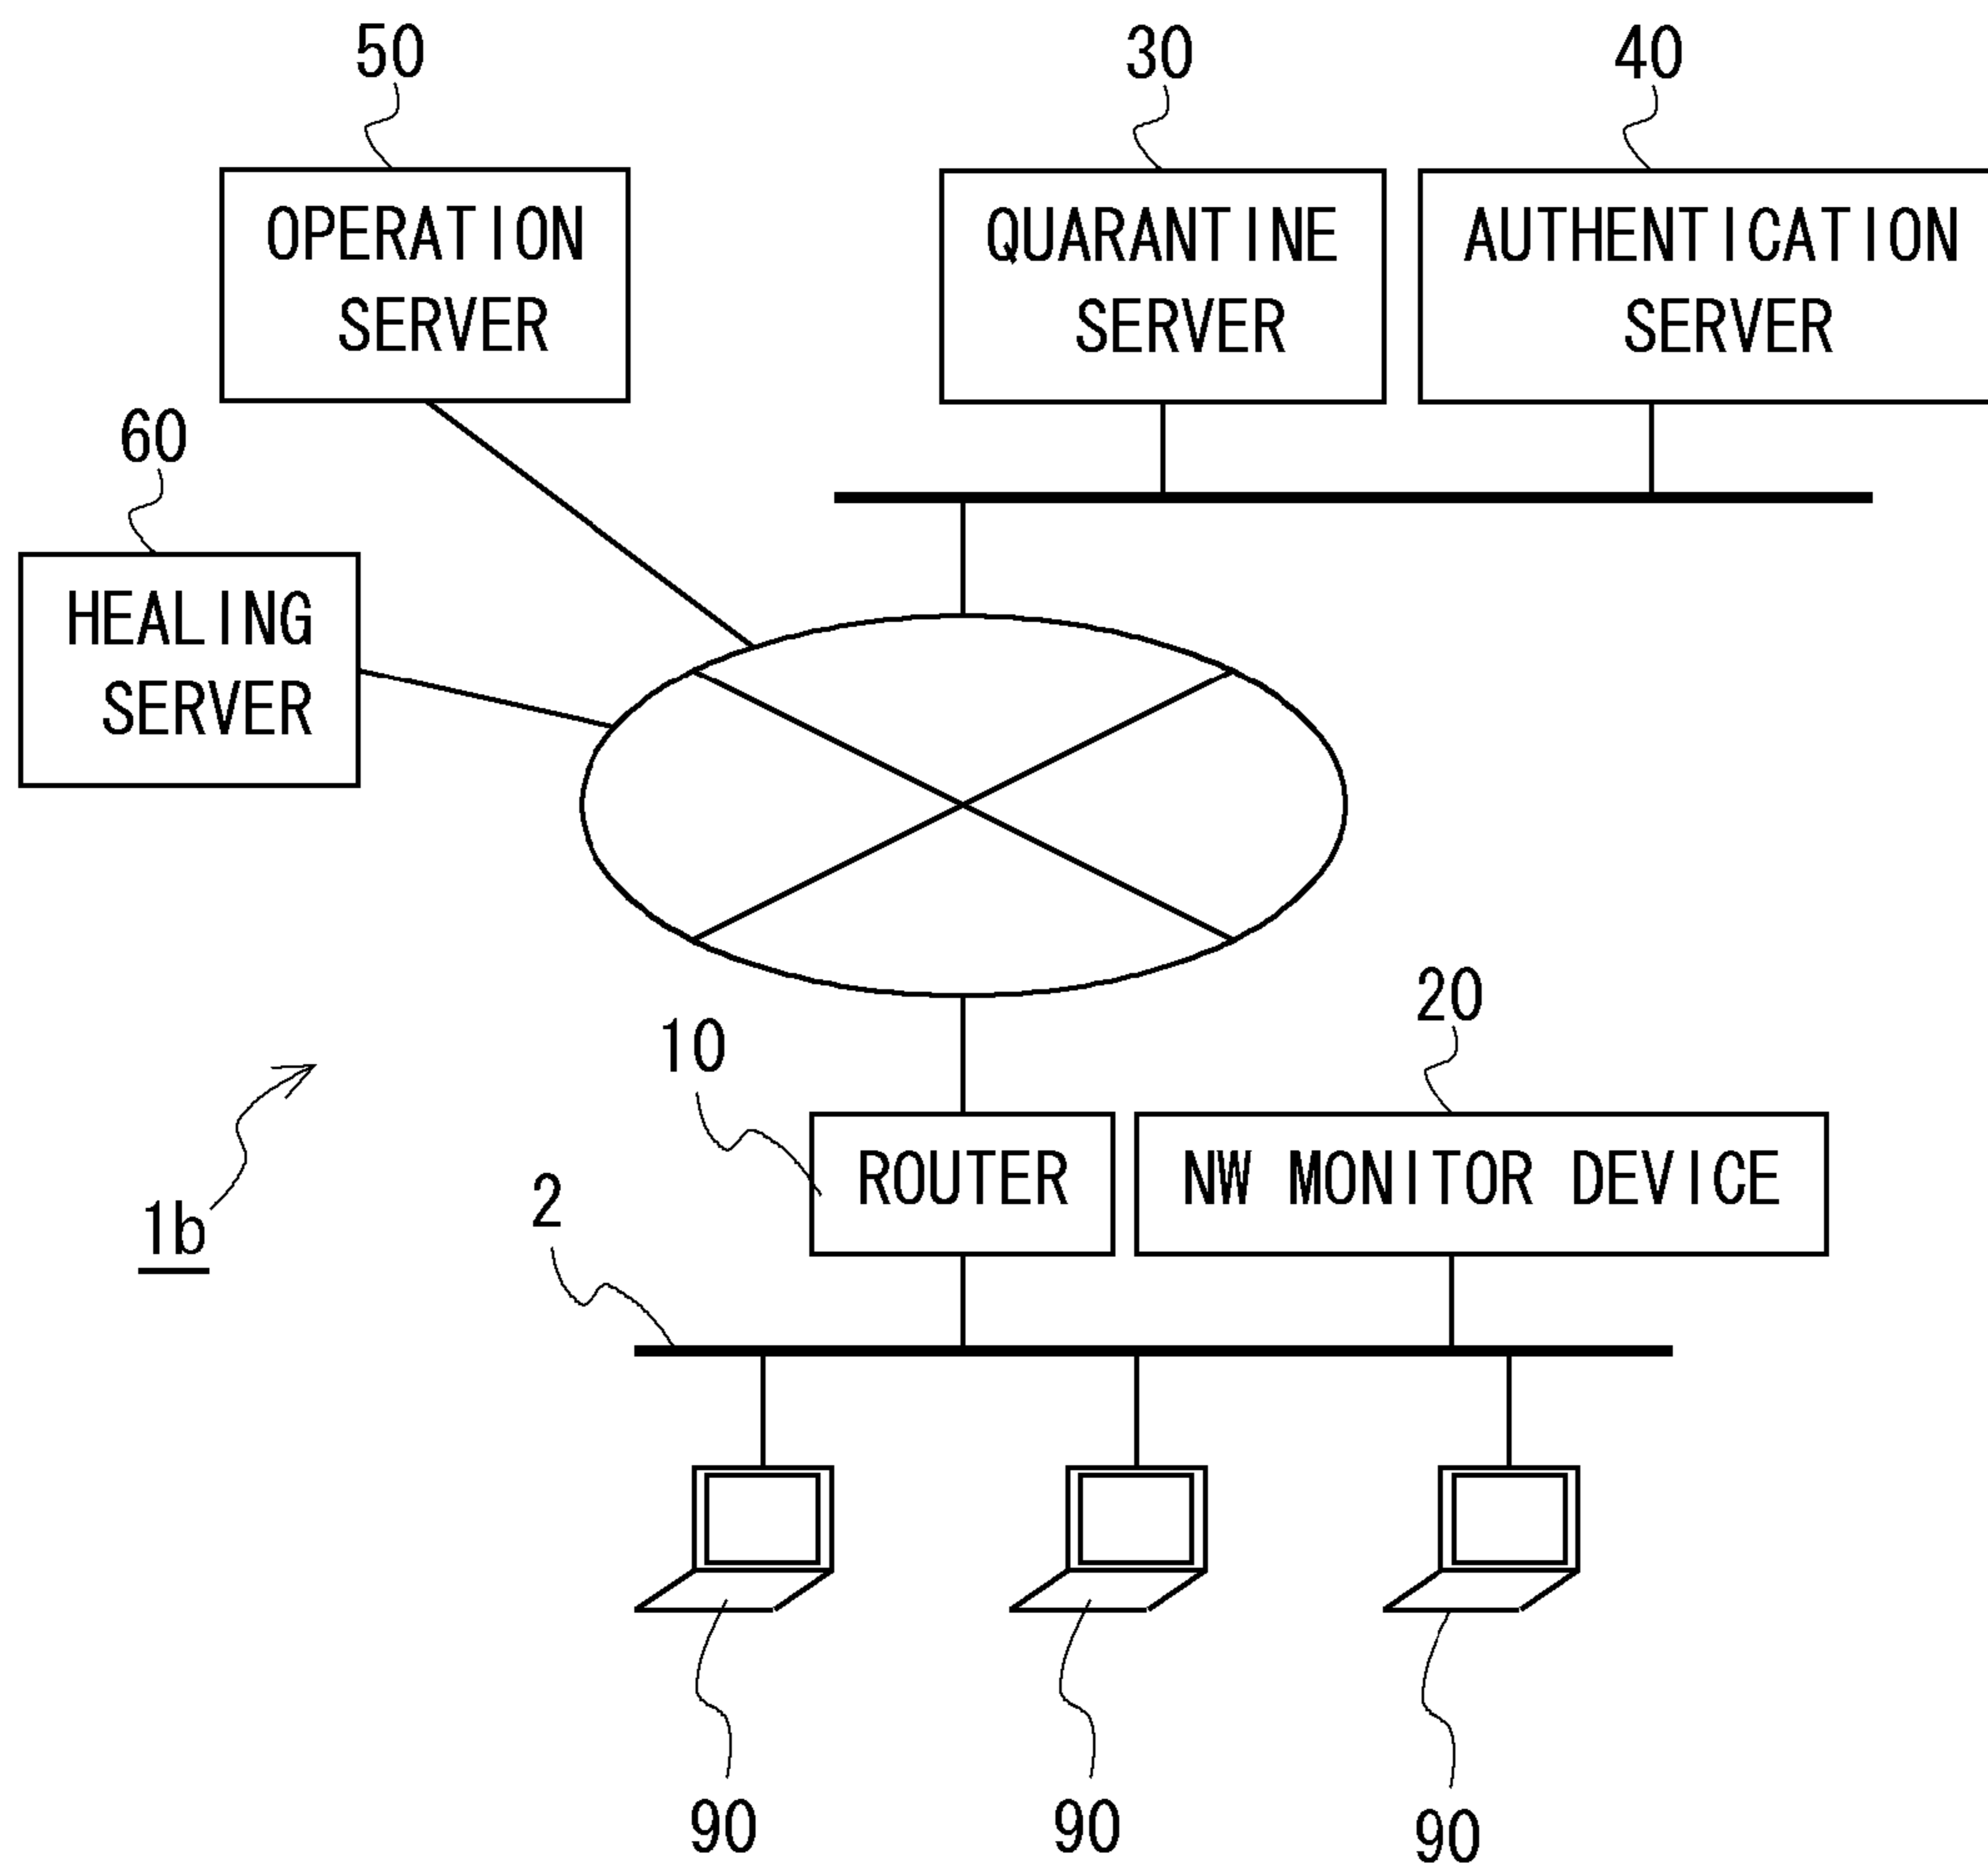 50
30
40
OPERATION
SERVER
QUARANTINE
SERVER
AUTHENTICATION
SERVER
60
HEALING
SERVER
20
10
ROUTER
NW MONITOR DEVICE
2
1b
90
90
90